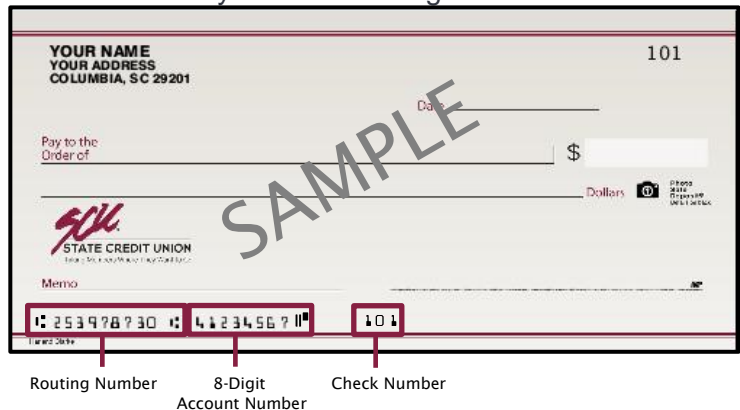 YOUR NAME
YOUR ADDRESS
COLUMBIA, SC 29201
101
Date
Pay to the
Order of
$
Dollars
SAMPLE
SCU
STATE CREDIT UNION
Memo
⑆253978730⑆ 41234567⑈ 101
Routing Number
8-Digit
Account Number
Check Number